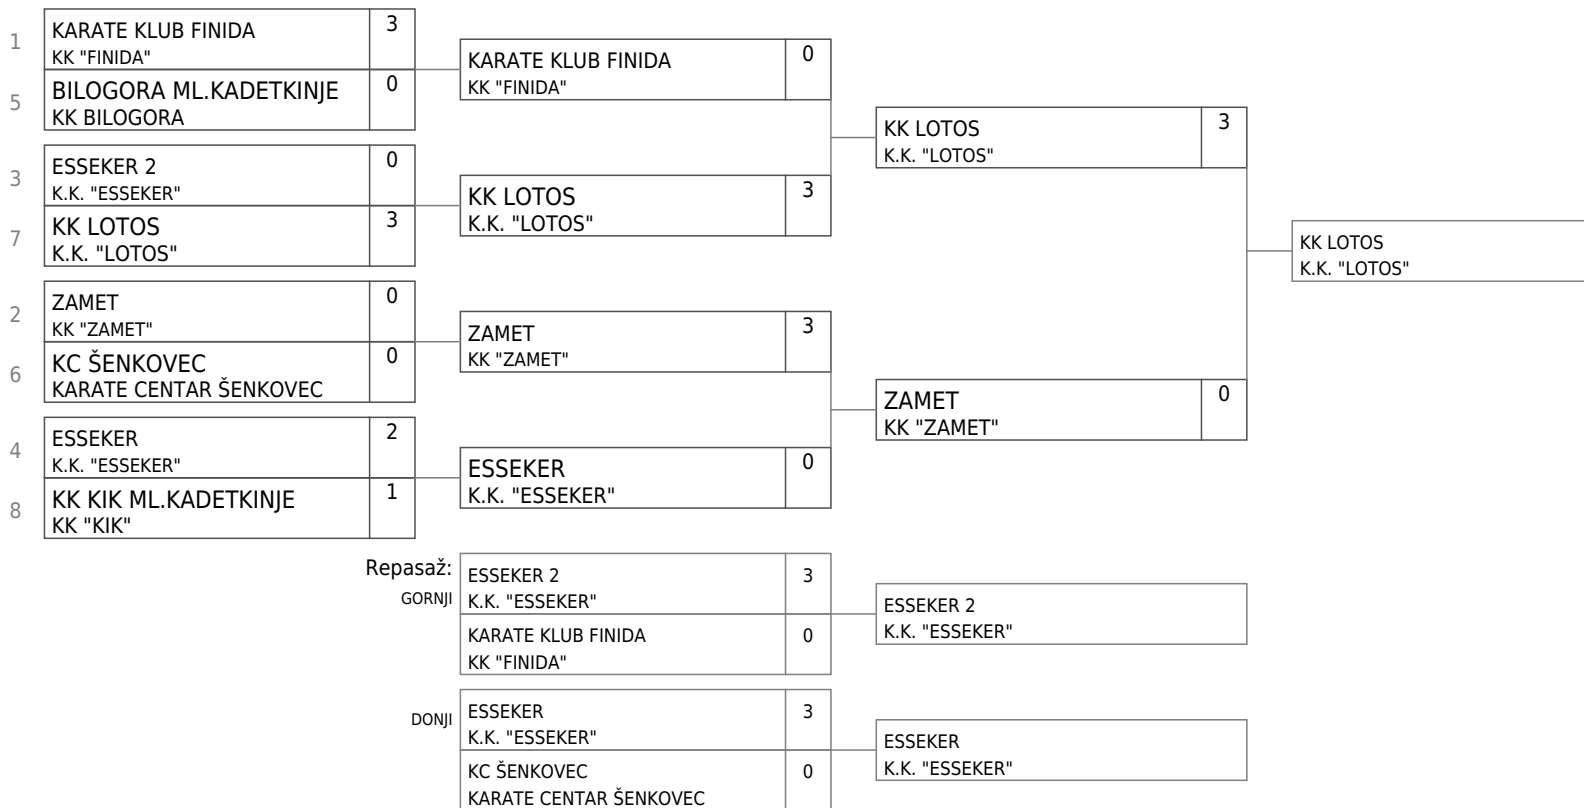 1
KARATE KLUB FINIDA
3
KK "FINIDA"
5
BILOGORA ML.KADETKINJE
0
KK BILOGORA
3
ESSEKER 2
0
K.K. "ESSEKER"
7
KK LOTOS
3
K.K. "LOTOS"
2
ZAMET
0
KK "ZAMET"
6
KC ŠENKOVEC
0
KARATE CENTAR ŠENKOVEC
4
ESSEKER
2
K.K. "ESSEKER"
8
KK KIK ML.KADETKINJE
1
KK "KIK"
KARATE KLUB FINIDA
0
KK "FINIDA"
KK LOTOS
3
K.K. "LOTOS"
ZAMET
3
KK "ZAMET"
ESSEKER
0
K.K. "ESSEKER"
KK LOTOS
3
K.K. "LOTOS"
ZAMET
0
KK "ZAMET"
KK LOTOS
K.K. "LOTOS"
Repasaž:
GORNJI
ESSEKER 2
3
K.K. "ESSEKER"
KARATE KLUB FINIDA
0
KK "FINIDA"
ESSEKER 2
K.K. "ESSEKER"
DONJI
ESSEKER
3
K.K. "ESSEKER"
KC ŠENKOVEC
0
KARATE CENTAR ŠENKOVEC
ESSEKER
K.K. "ESSEKER"